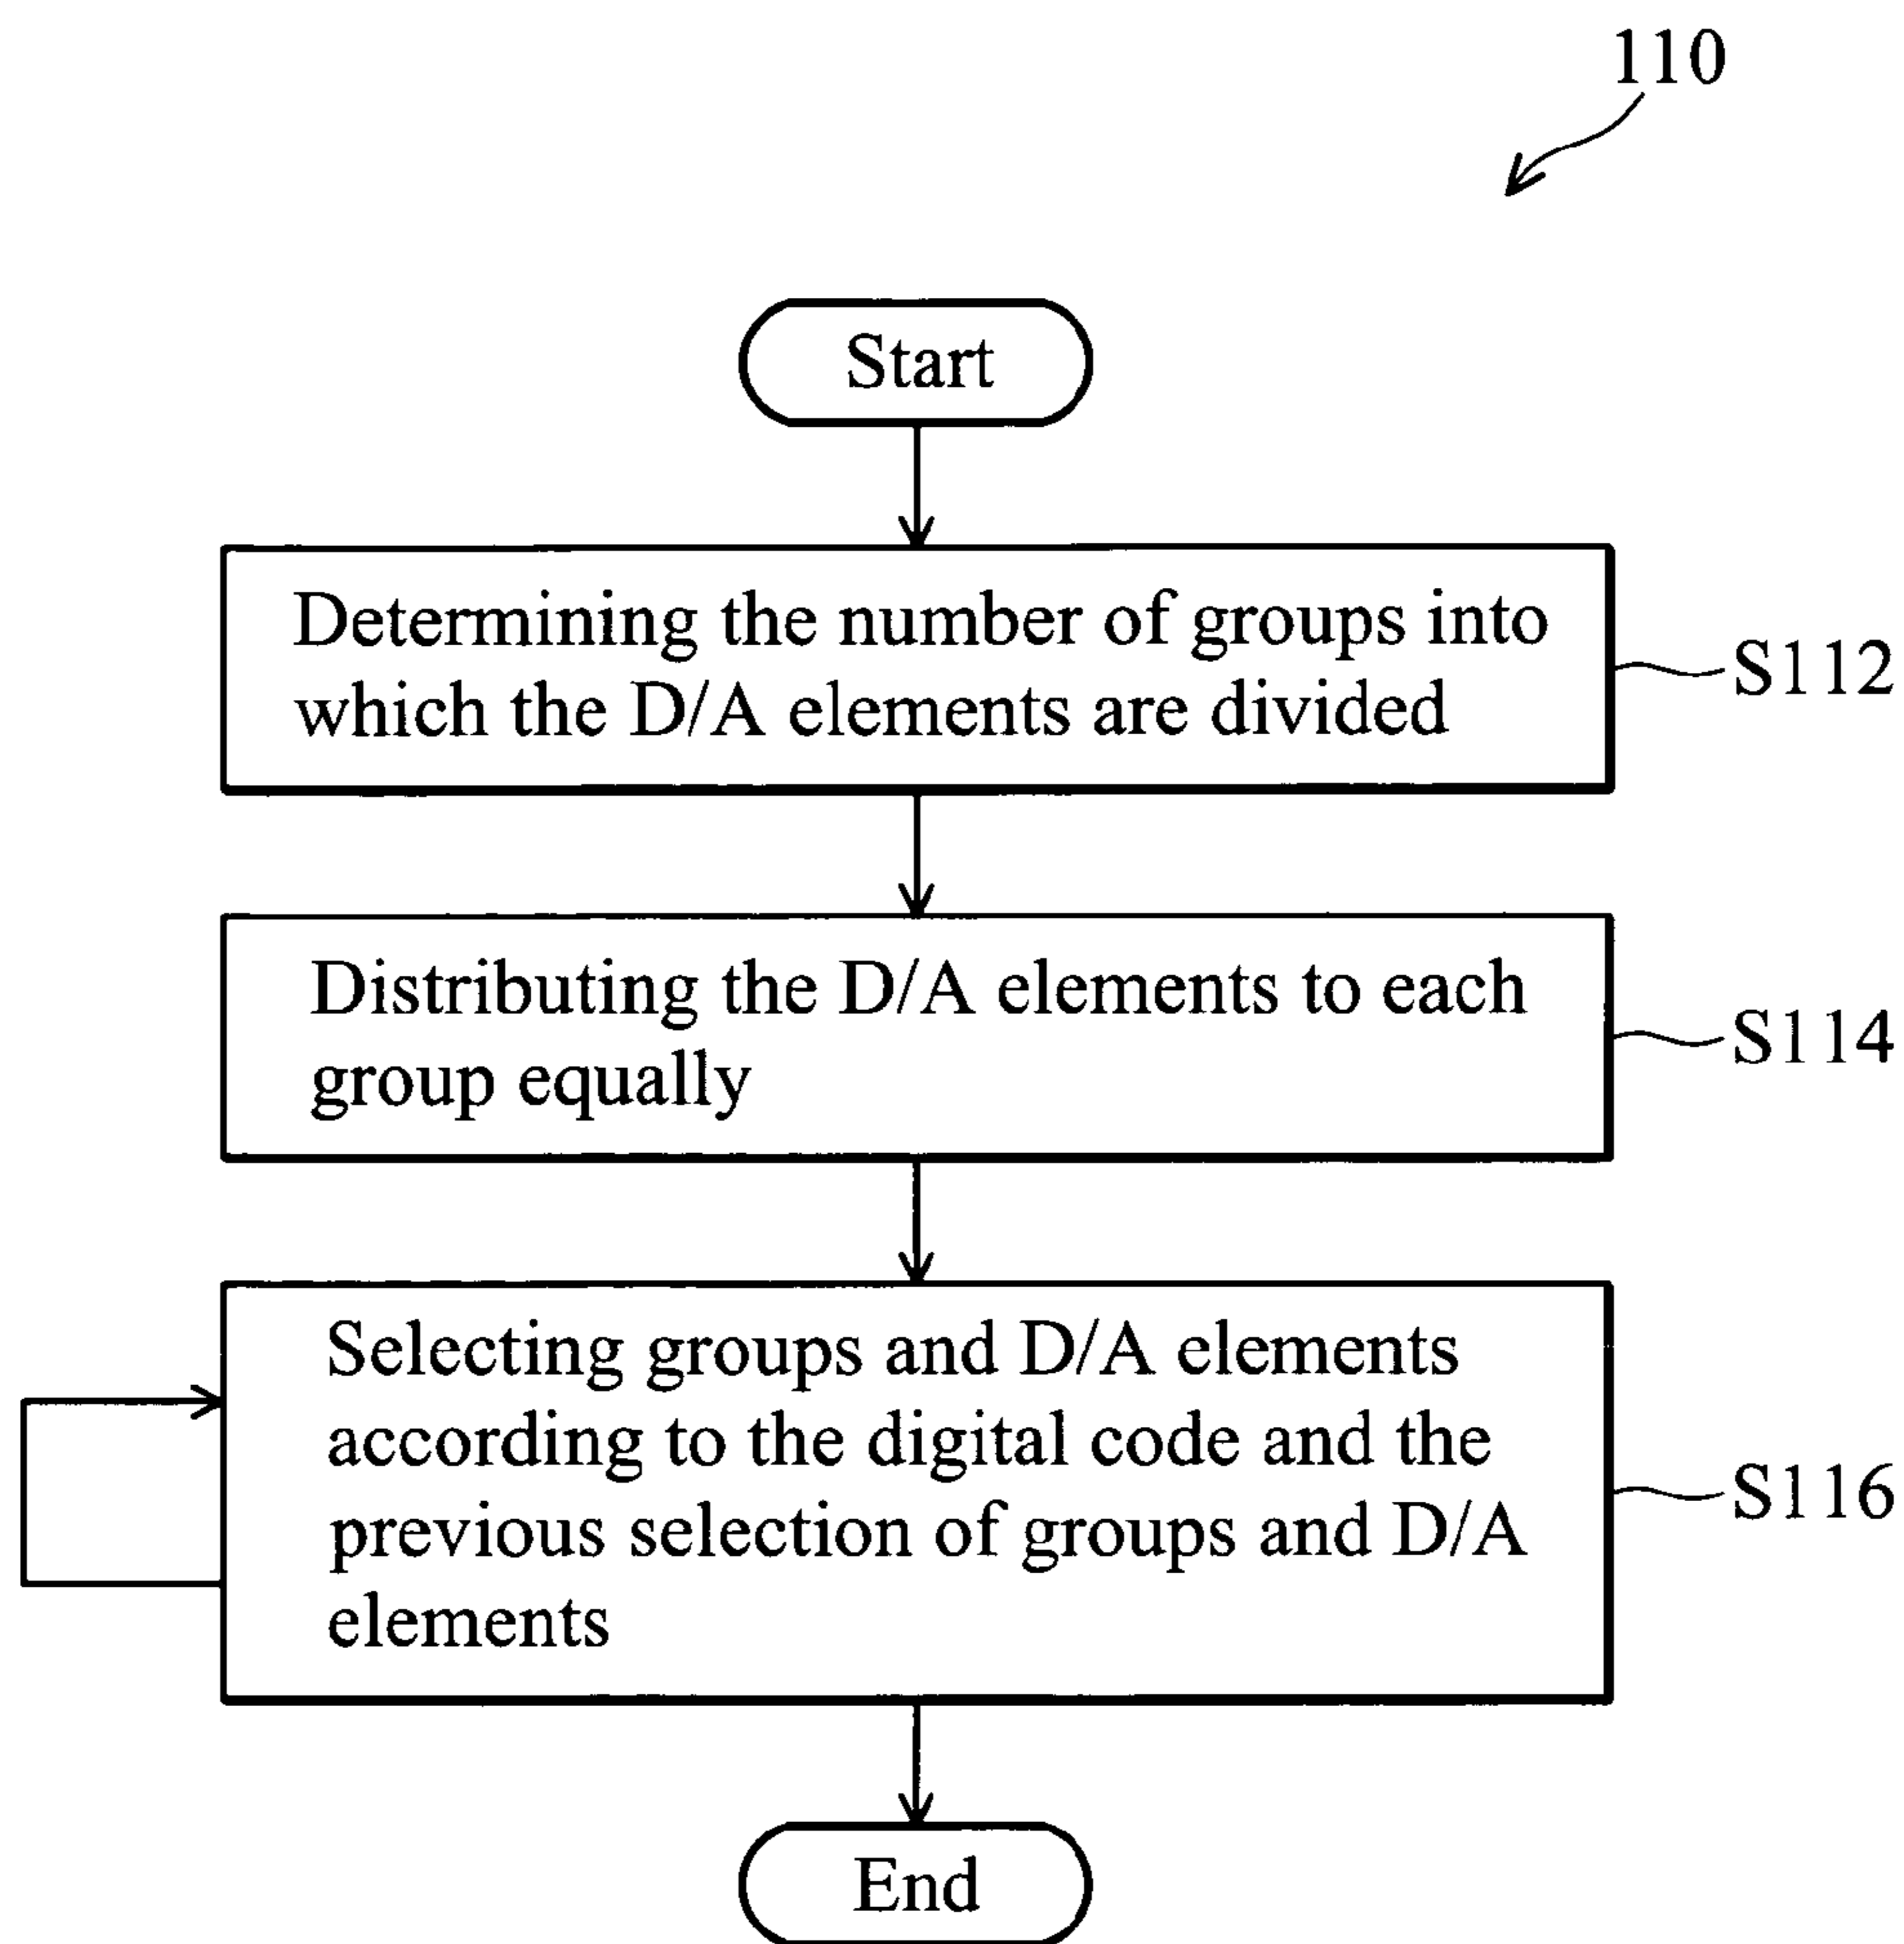 110
Start
Determining the number of groups into
which the D/A elements are divided
S112
Distributing the D/A elements to each
group equally
S114
Selecting groups and D/A elements
according to the digital code and the
previous selection of groups and D/A
elements
S116
End